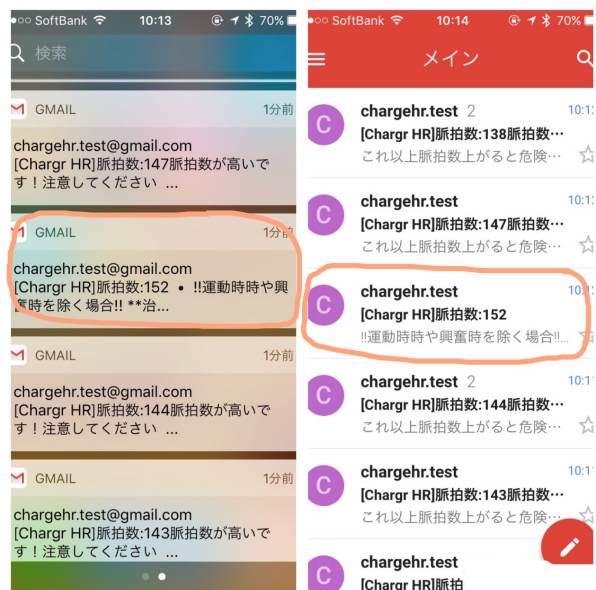 SoftBank 10:13 70%
検索
GMAIL 1分前
chargehr.test@gmail.com
[Chargr HR]脈拍数:147脈拍数が高いで
す！注意してください ...
GMAIL 1分前
chargehr.test@gmail.com
[Chargr HR]脈拍数:152 • !!運動時時や興
奮時を除く場合!! **治...
GMAIL 1分前
chargehr.test@gmail.com
[Chargr HR]脈拍数:144脈拍数が高いで
す！注意してください ...
GMAIL 1分前
chargehr.test@gmail.com
[Chargr HR]脈拍数:143脈拍数が高いで
す！注意してください ...
SoftBank 10:14 70%
メイン
C
chargehr.test 2
[Chargr HR]脈拍数:138脈拍数…
これ以上脈拍数上がると危険…
C
chargehr.test
[Chargr HR]脈拍数:147脈拍数…
これ以上脈拍数上がると危険…
C
chargehr.test
[Chargr HR]脈拍数:152
!!運動時時や興奮時を除く場合!!...
C
chargehr.test 2
[Chargr HR]脈拍数:144脈拍数…
これ以上脈拍数上がると危険…
C
chargehr.test
[Chargr HR]脈拍数:143脈拍数…
これ以上脈拍数上がると危険…
C
chargehr.test
[Chargr HR]脈拍